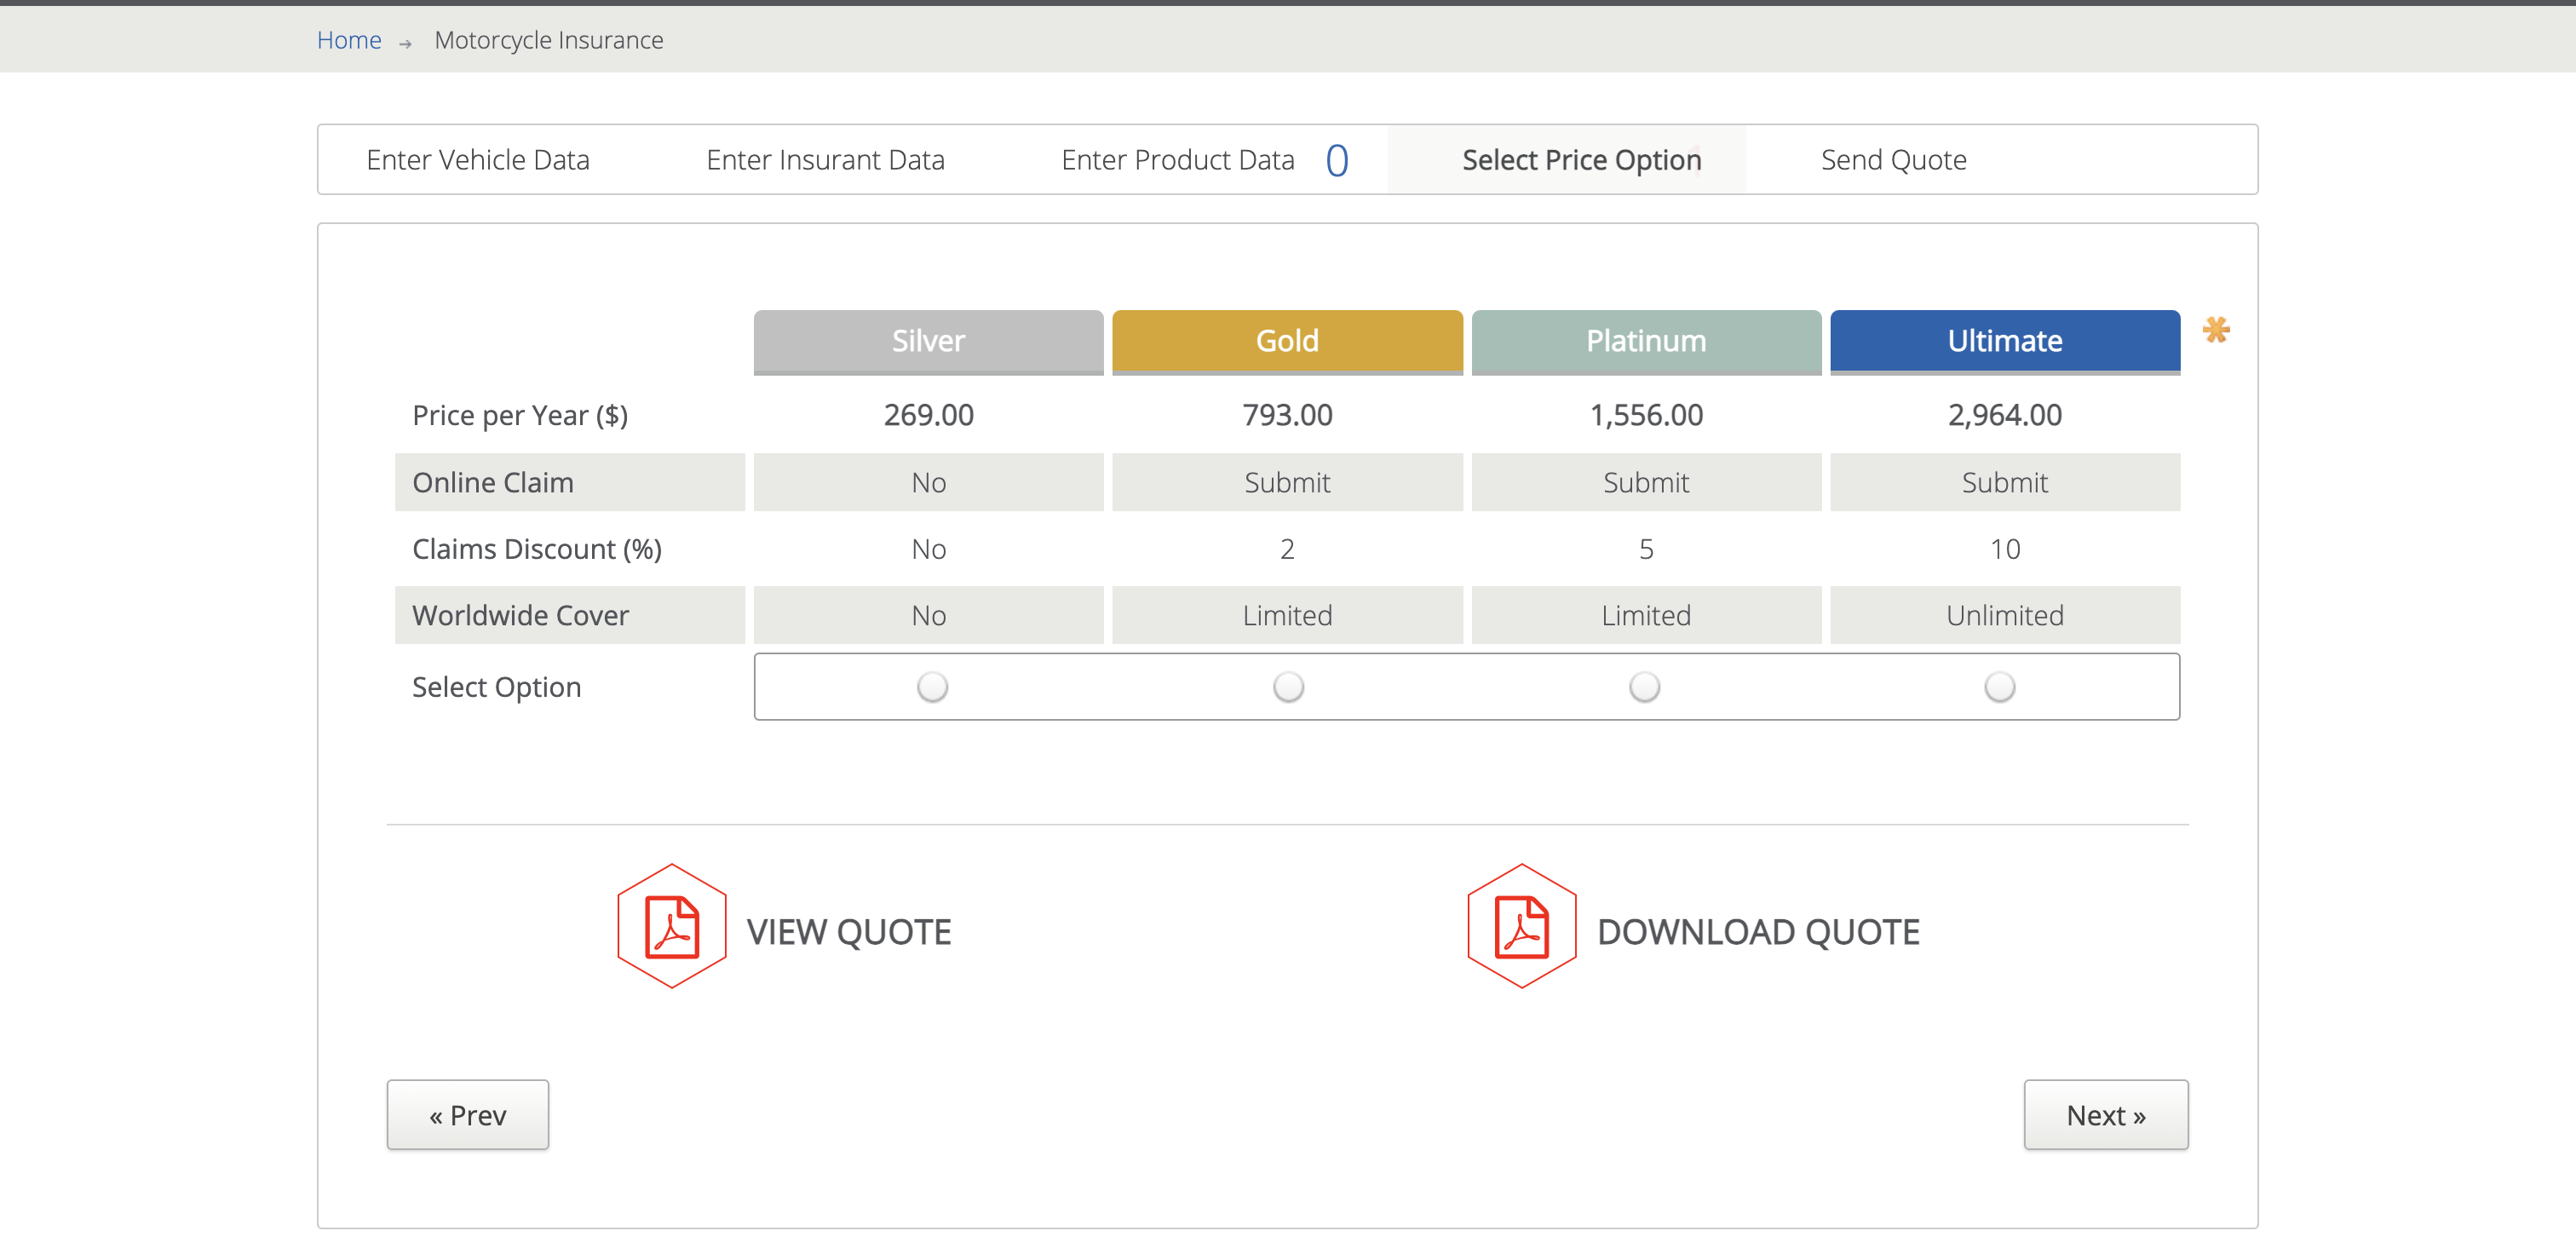 Home → Motorcycle Insurance
Enter Vehicle Data Enter Insurant Data Enter Product Data 0 Select Price Option 1 Send Quote
Silver Gold Platinum Ultimate *
Price per Year ($) 269.00 793.00 1,556.00 2,964.00
Online Claim No Submit Submit Submit
Claims Discount (%) No 2 5 10
Worldwide Cover No Limited Limited Unlimited
Select Option
VIEW QUOTE DOWNLOAD QUOTE
« Prev Next »